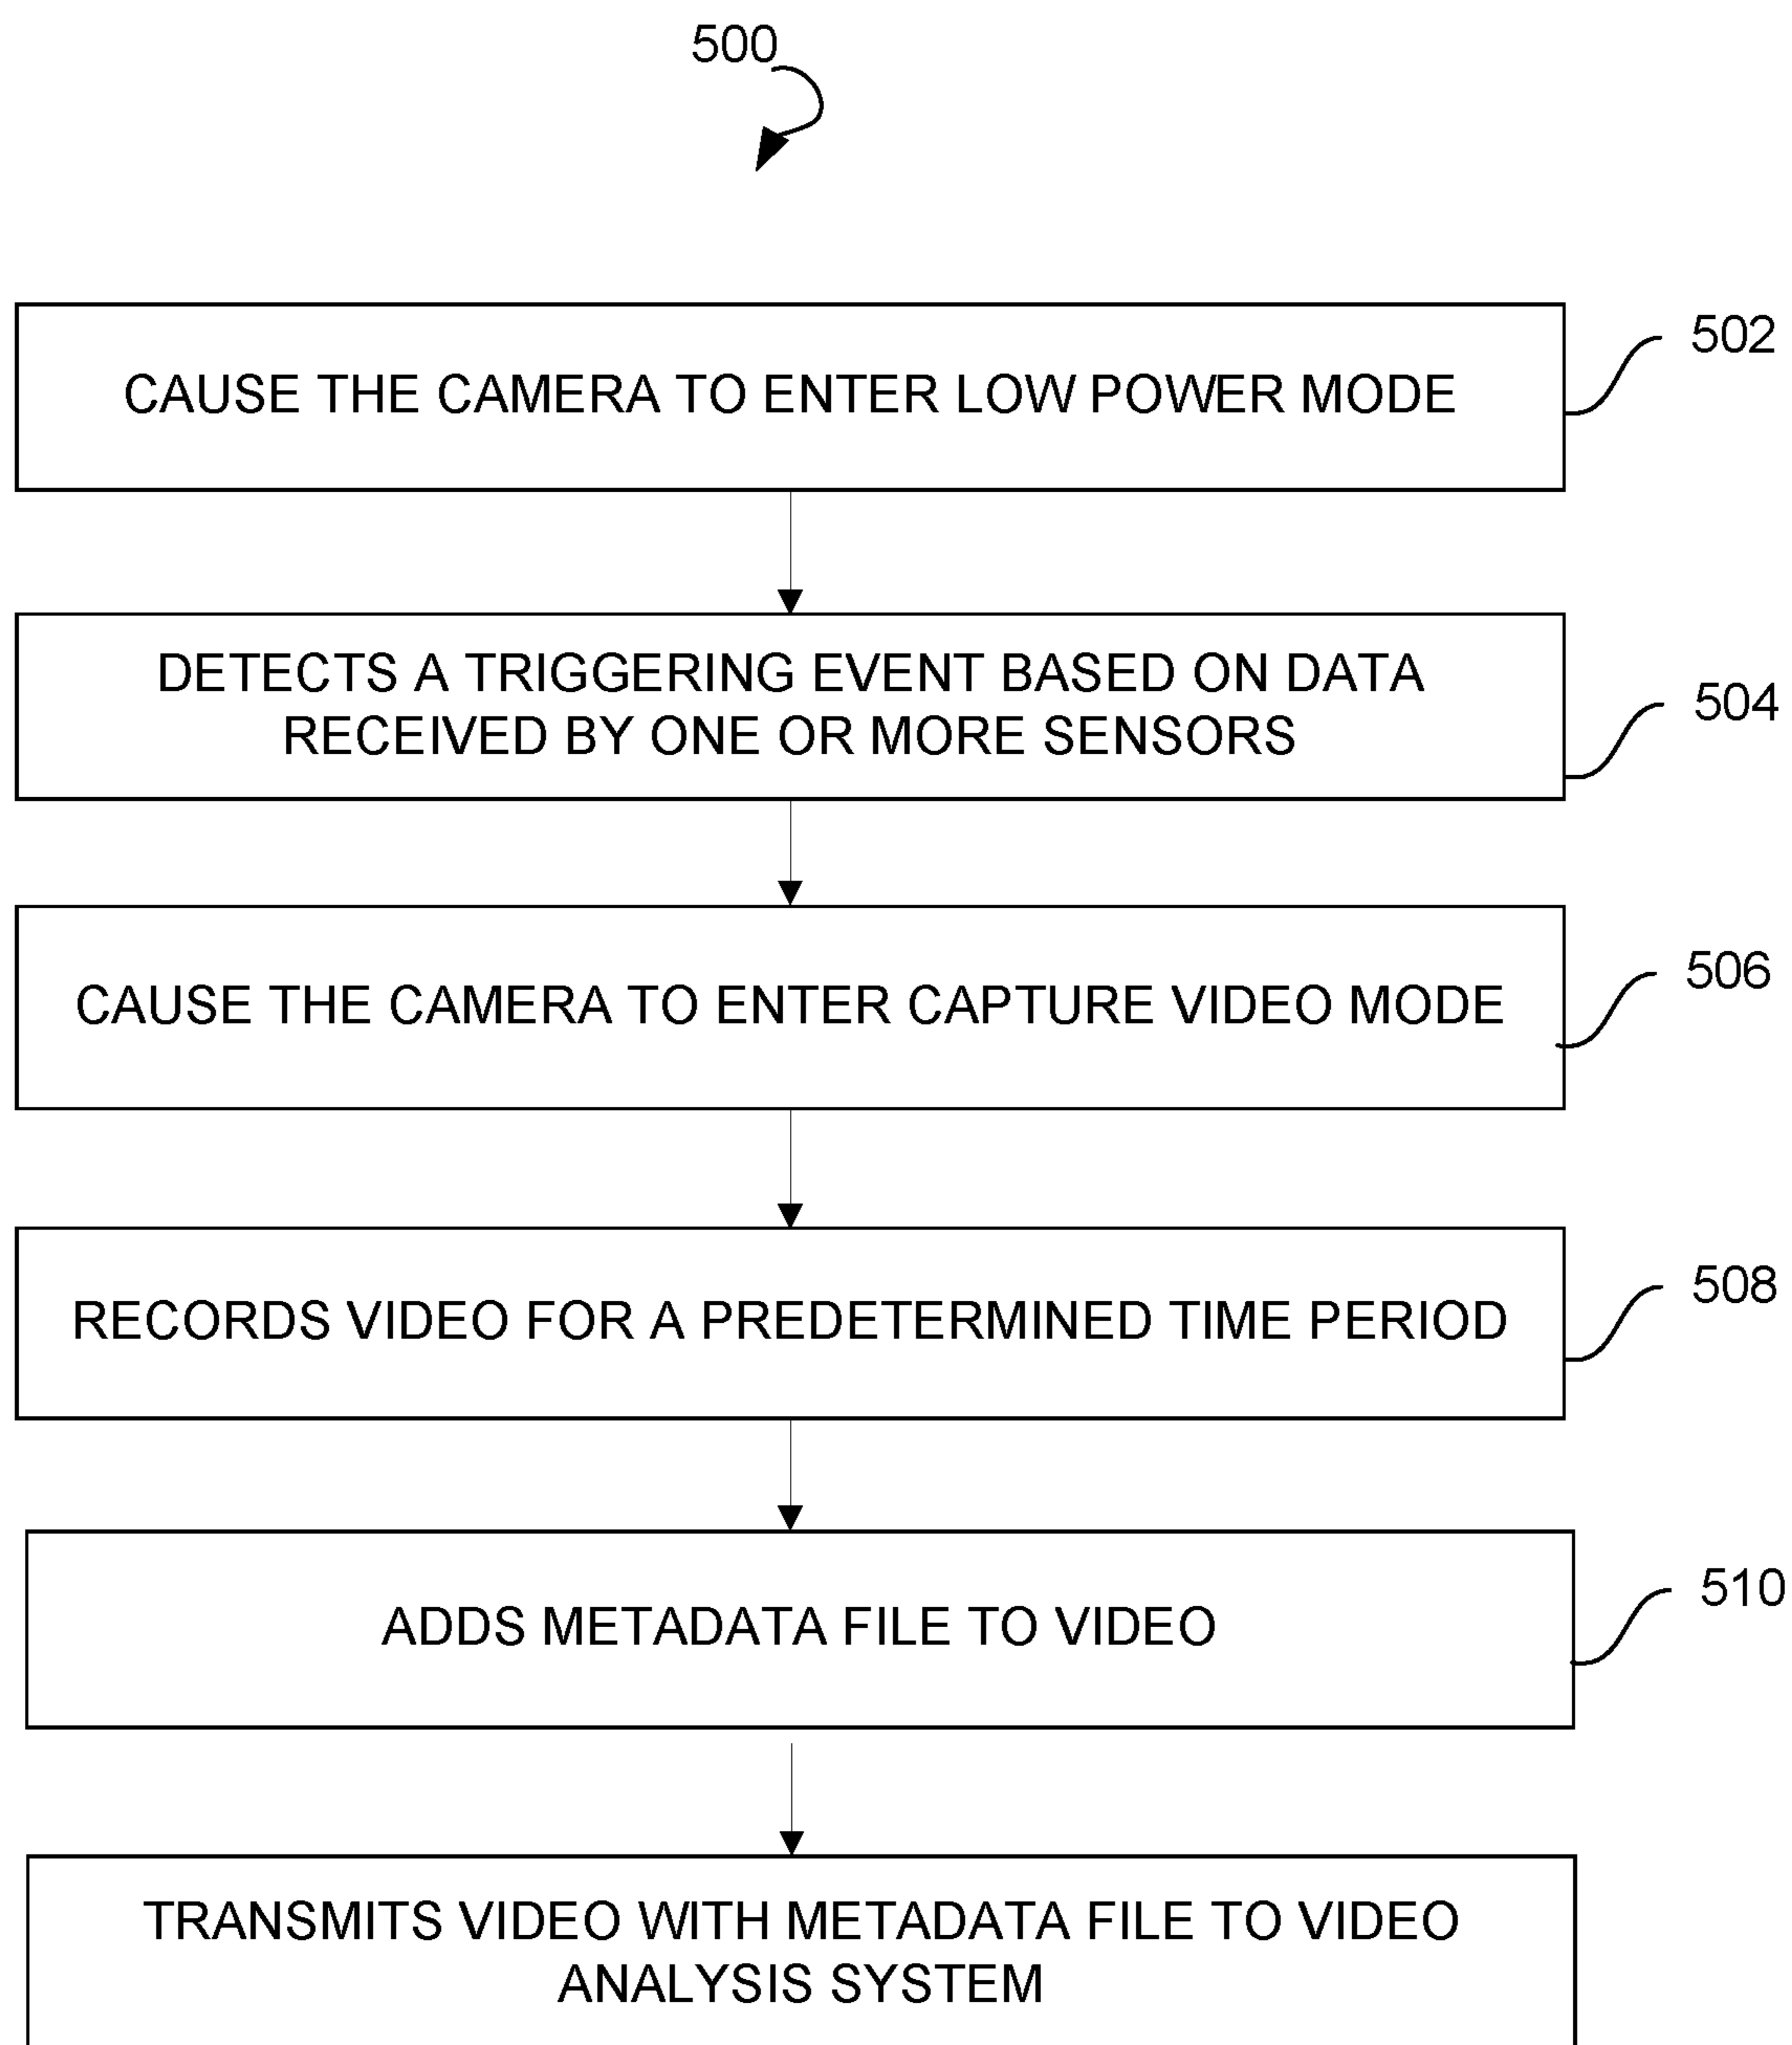 500
CAUSE THE CAMERA TO ENTER LOW POWER MODE
502
DETECTS A TRIGGERING EVENT BASED ON DATA
RECEIVED BY ONE OR MORE SENSORS
504
CAUSE THE CAMERA TO ENTER CAPTURE VIDEO MODE
506
RECORDS VIDEO FOR A PREDETERMINED TIME PERIOD
508
ADDS METADATA FILE TO VIDEO
510
TRANSMITS VIDEO WITH METADATA FILE TO VIDEO
ANALYSIS SYSTEM